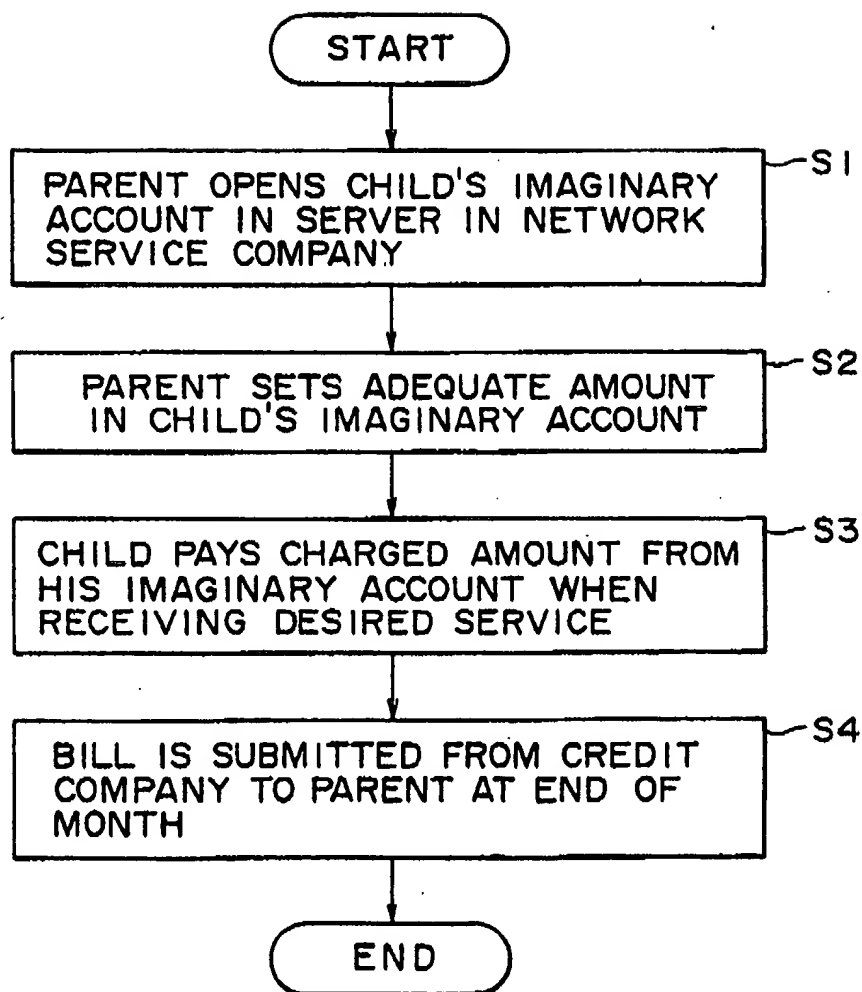 START
S1
PARENT OPENS CHILD'S IMAGINARY
ACCOUNT IN SERVER IN NETWORK
SERVICE COMPANY
S2
PARENT SETS ADEQUATE AMOUNT
IN CHILD'S IMAGINARY ACCOUNT
S3
CHILD PAYS CHARGED AMOUNT FROM
HIS IMAGINARY ACCOUNT WHEN
RECEIVING DESIRED SERVICE
S4
BILL IS SUBMITTED FROM CREDIT
COMPANY TO PARENT AT END OF
MONTH
END